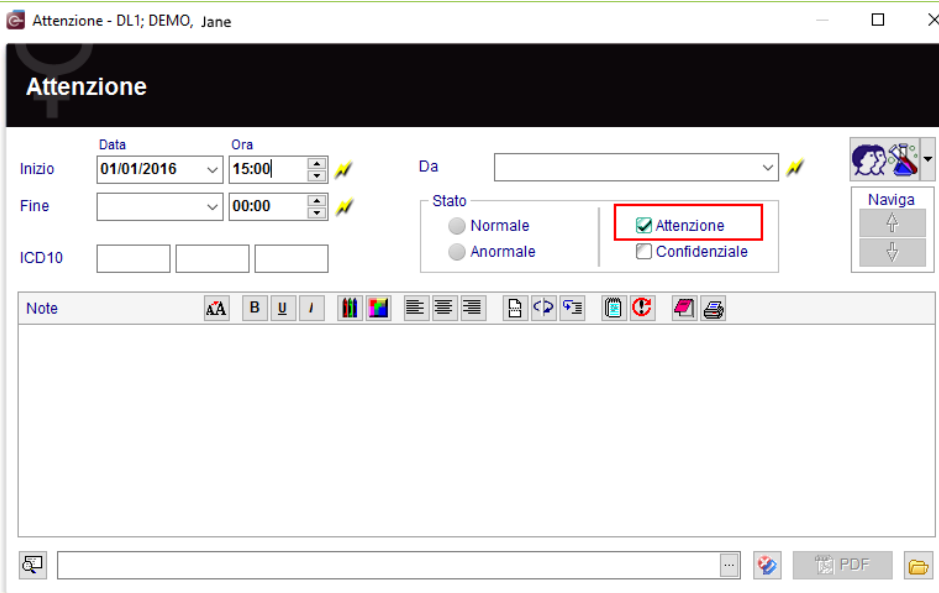 Attenzione - DL1; DEMO, Jane
Attenzione
Data Ora
Inizio 01/01/2016 15:00 Da
Fine 00:00
Stato
Normale Attenzione
Anormale Confidenziale
Naviga
ICD10
Note AA B U I
... PDF